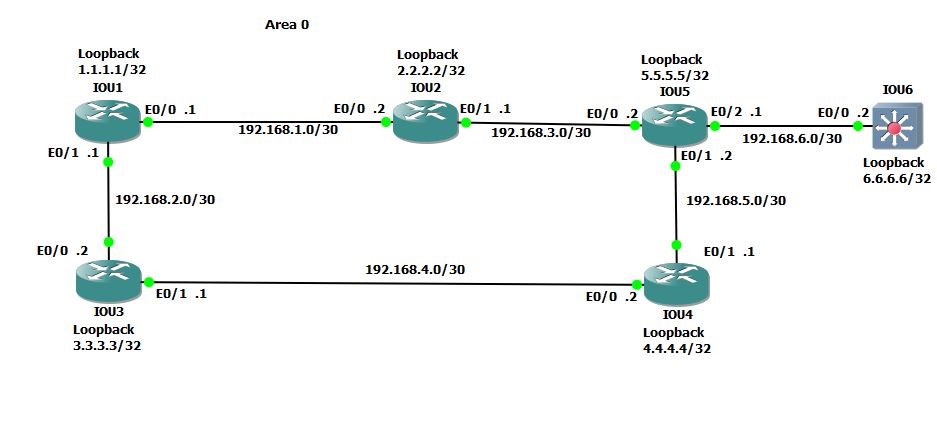 Area 0
Loopback
1.1.1.1/32
IOU1
Loopback
2.2.2.2/32
IOU2
Loopback
5.5.5.5/32
IOU5
IOU6
E0/0 .1
192.168.1.0/30
E0/0 .2
E0/1 .1
192.168.3.0/30
E0/0 .2
E0/2 .1
192.168.6.0/30
E0/0 .2
Loopback
6.6.6.6/32
E0/1 .1
E0/1 .2
192.168.2.0/30
192.168.5.0/30
E0/0 .2
E0/1 .1
192.168.4.0/30
E0/1 .1
E0/0 .2
IOU3
Loopback
3.3.3.3/32
IOU4
Loopback
4.4.4.4/32